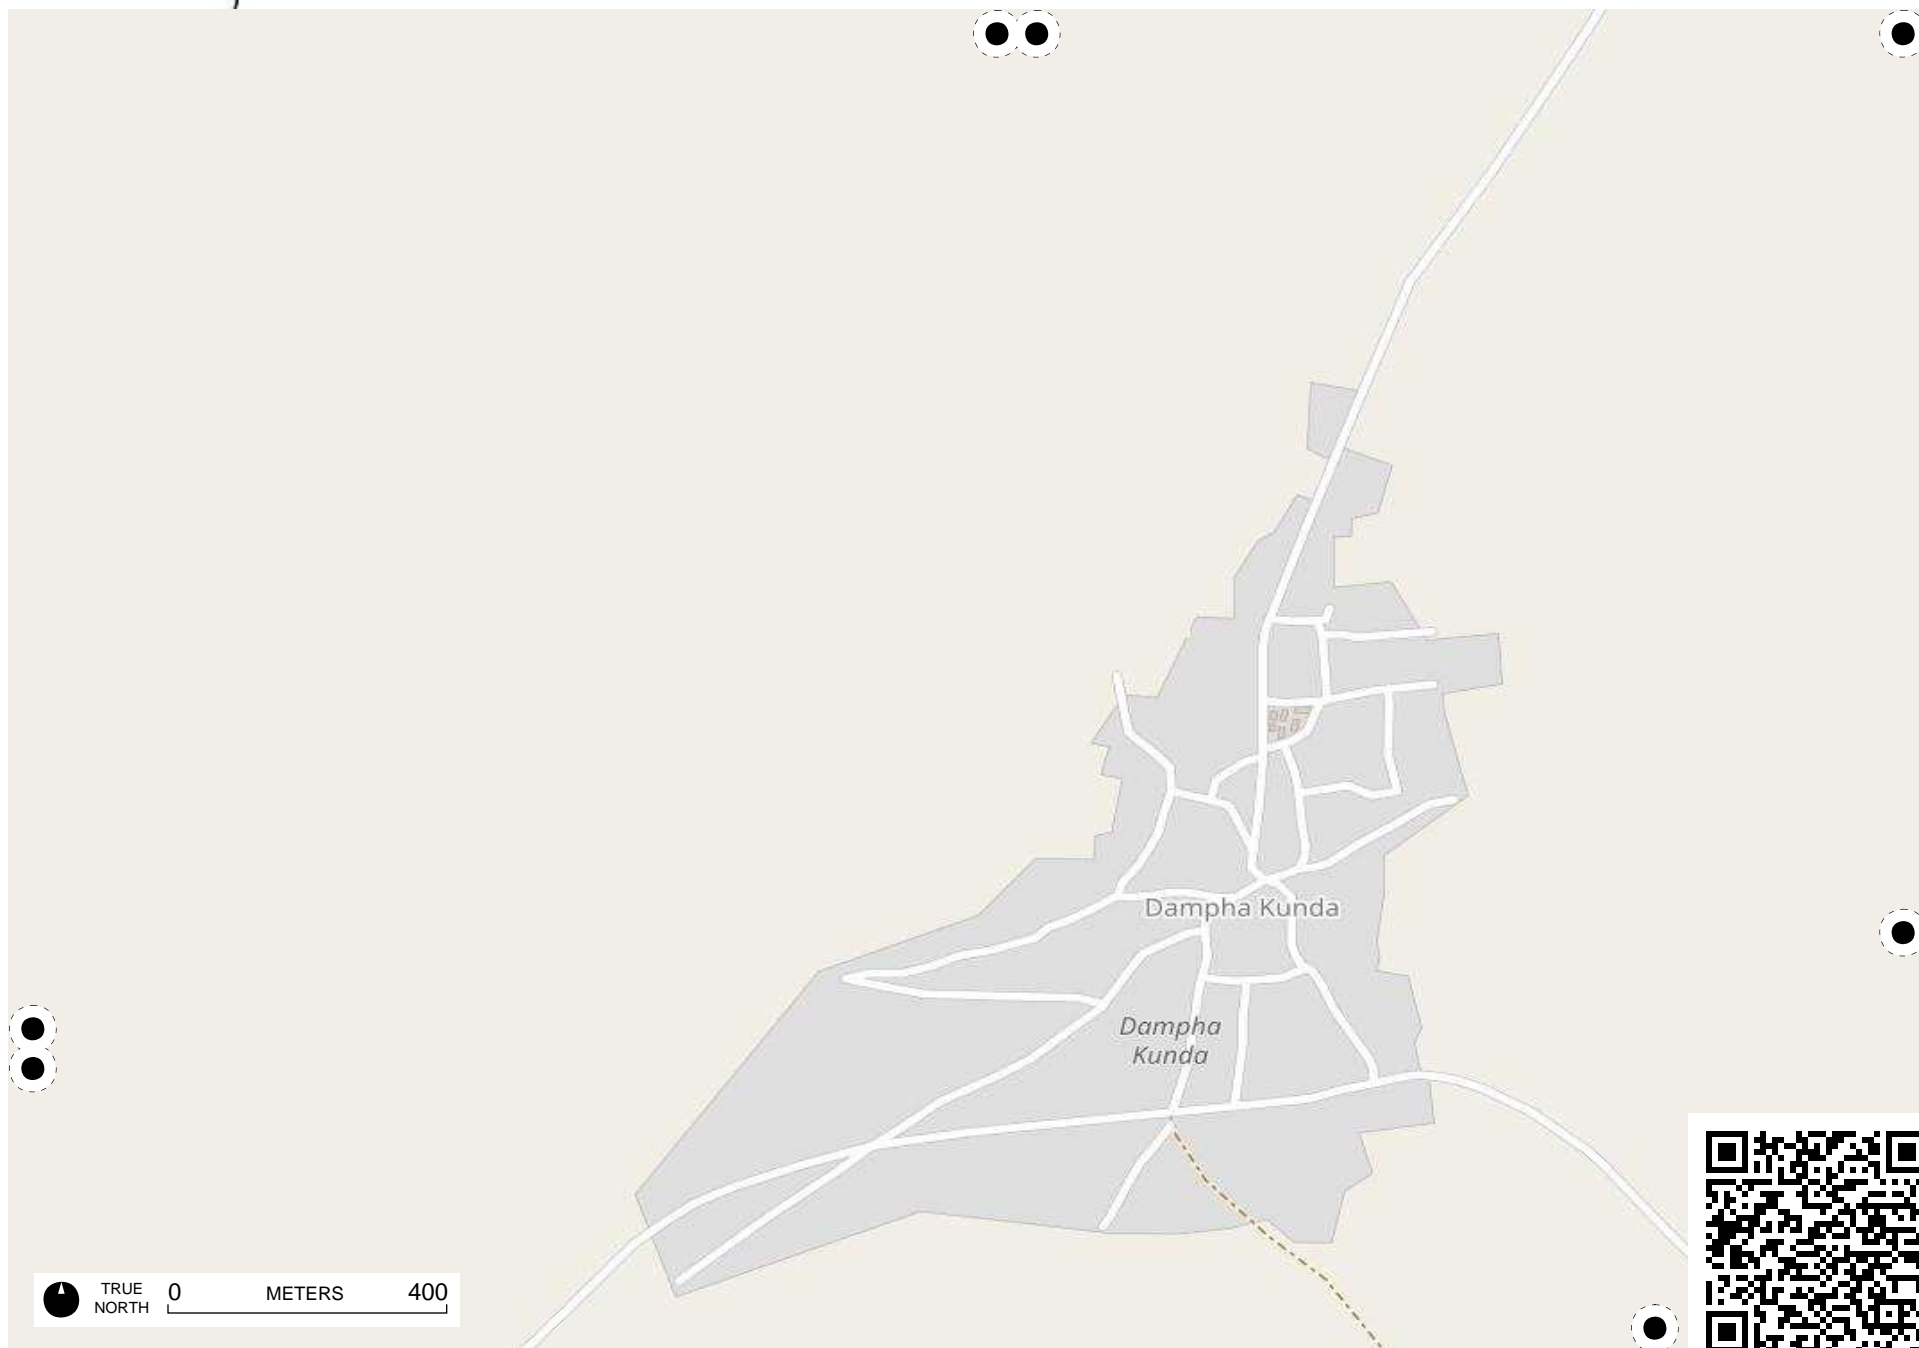 Dampha Kunda
Dampha
Kunda
TRUE
NORTH
0 METERS 400